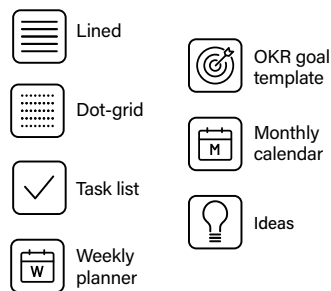 Lined
Dot-grid
Task list
W
Weekly
planner
OKR goal
template
M
Monthly
calendar
Ideas